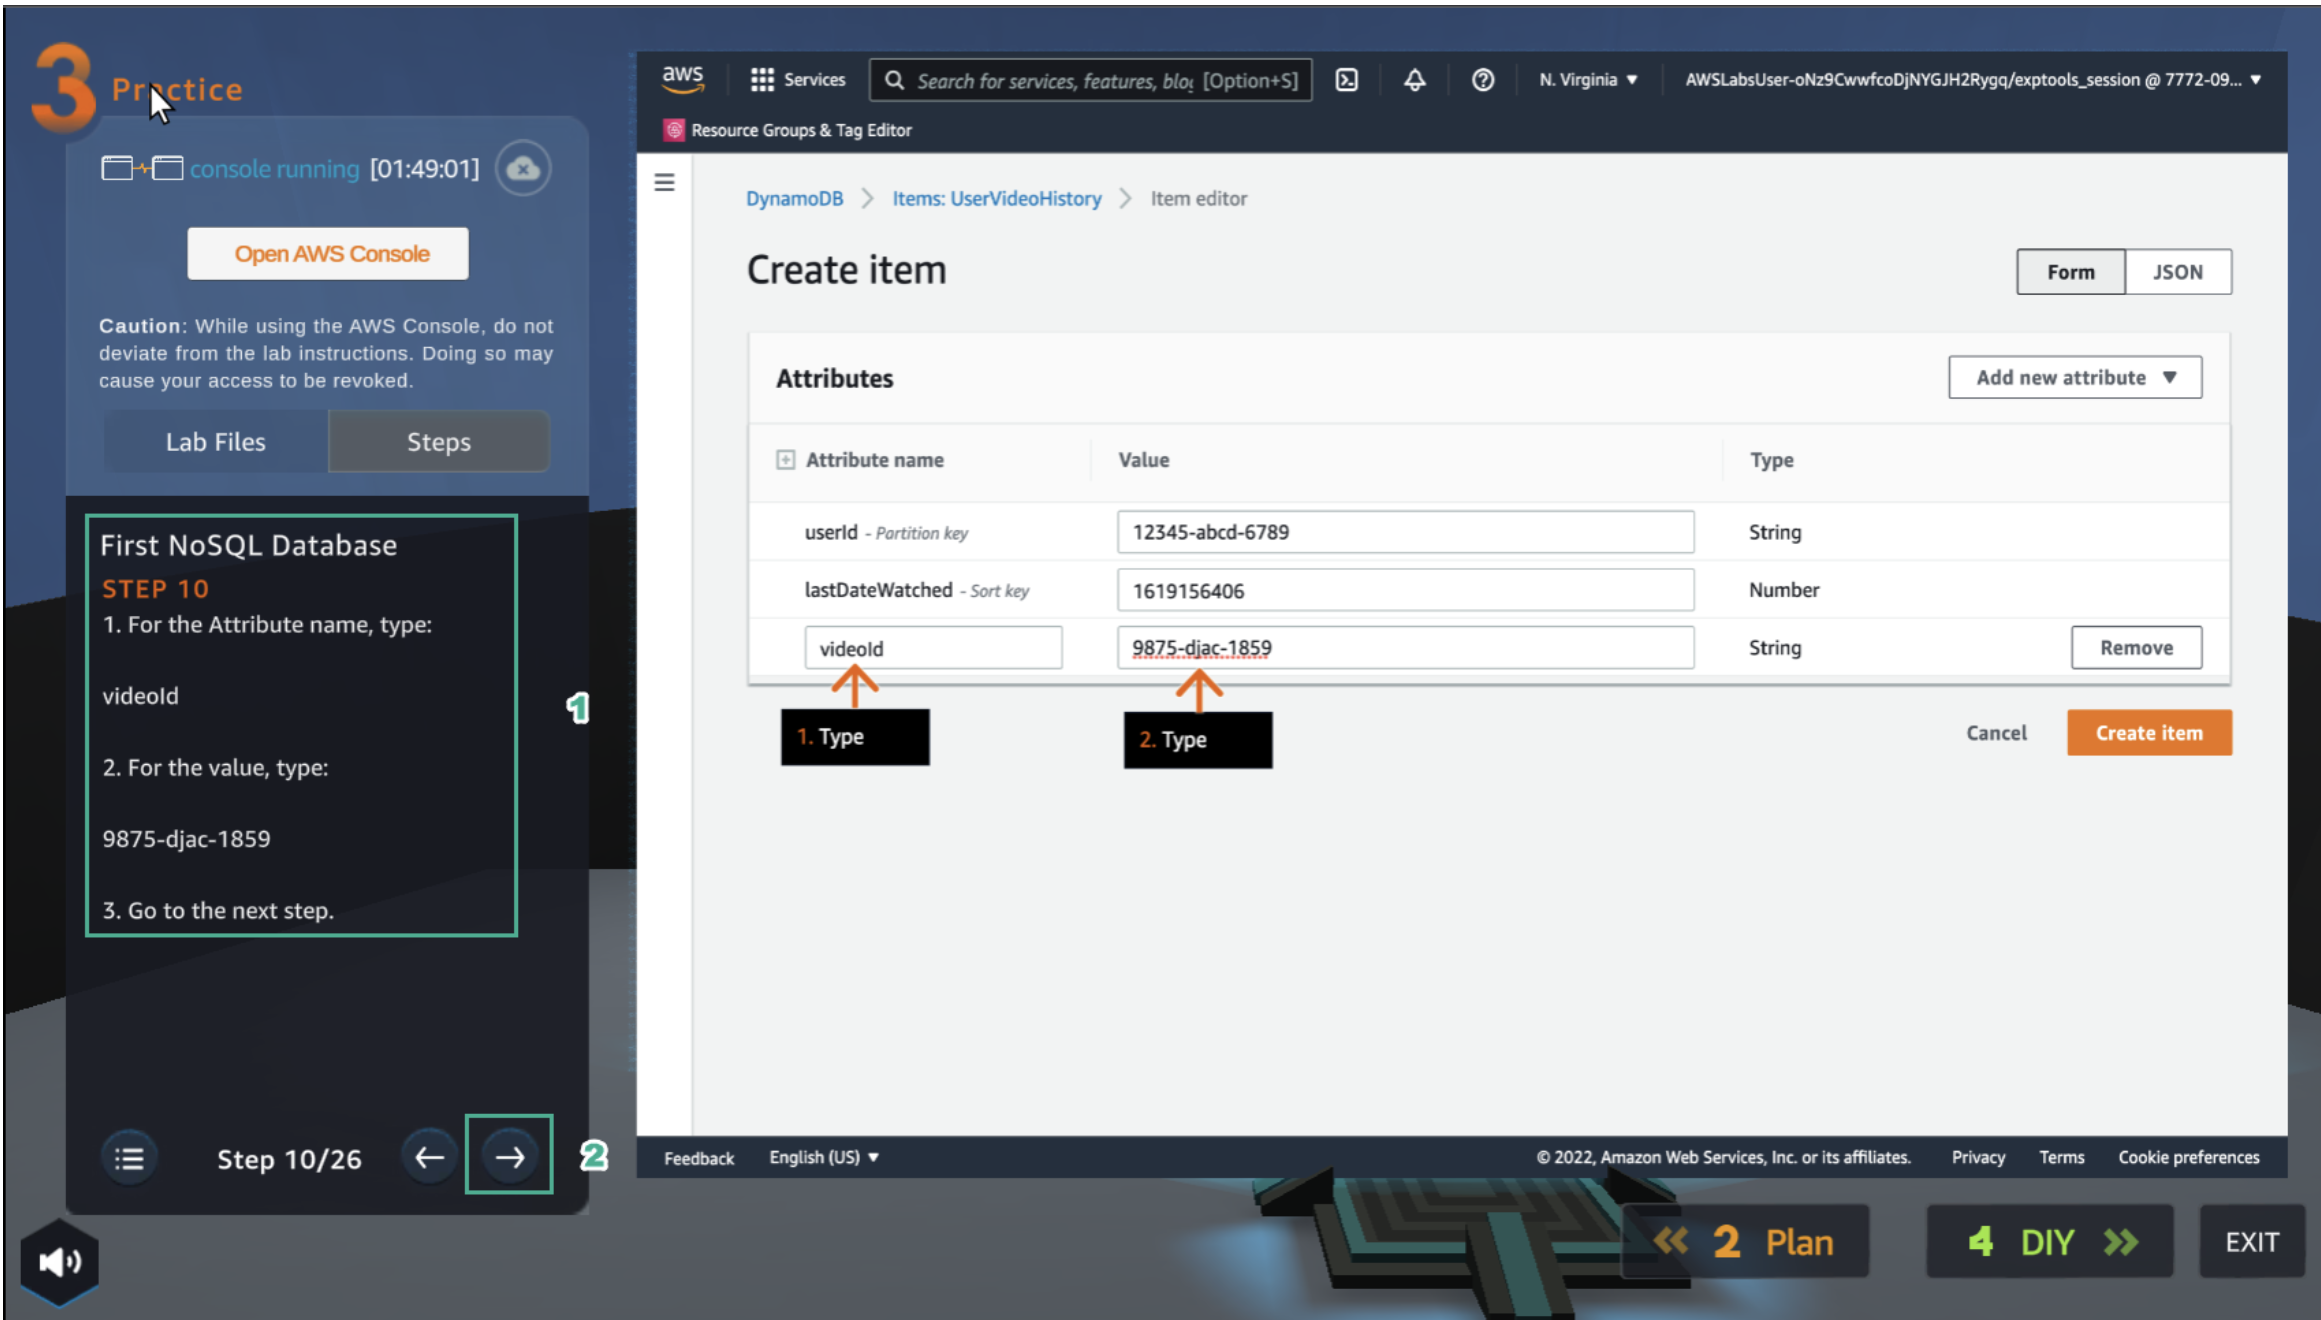 3 Practice
console running [01:49:01]
Open AWS Console
Caution: While using the AWS Console, do not
deviate from the lab instructions. Doing so may
cause your access to be revoked.
Lab Files Steps
First NoSQL Database
STEP 10
1. For the Attribute name, type:
videoId
2. For the value, type:
9875-djac-1859
3. Go to the next step.
1
Step 10/26
2
aws Services Search for services, features, blog [Option+S] N. Virginia AWSLabsUser-oNz9CwwfcoDjNYGJH2Rygq/exptools_session @ 7772-09...
Resource Groups & Tag Editor
DynamoDB Items: UserVideoHistory Item editor
Create item
Form JSON
Attributes
Add new attribute
Attribute name Value Type
userId - Partition key 12345-abcd-6789 String
lastDateWatched - Sort key 1619156406 Number
videoId 9875-djac-1859 String Remove
1. Type 2. Type
Cancel Create item
Feedback English (US) © 2022, Amazon Web Services, Inc. or its affiliates. Privacy Terms Cookie preferences
2 Plan 4 DIY EXIT